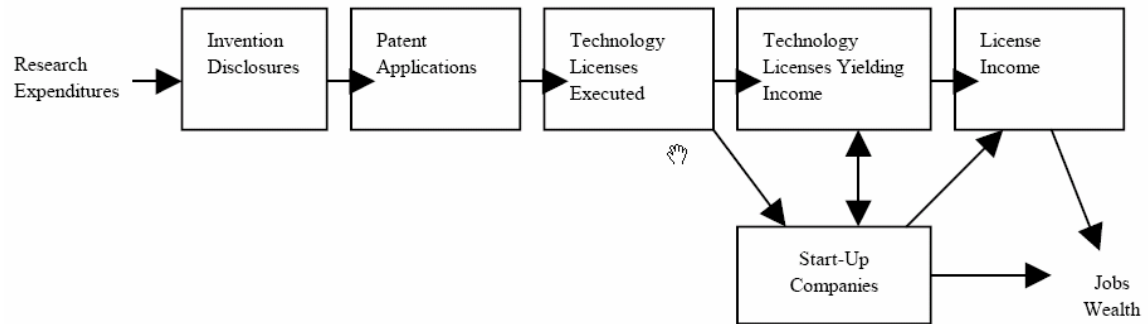 Research
Expenditures
Invention
Disclosures
Patent
Applications
Technology
Licenses
Executed
Technology
Licenses Yielding
Income
License
Income
Start-Up
Companies
Jobs
Wealth